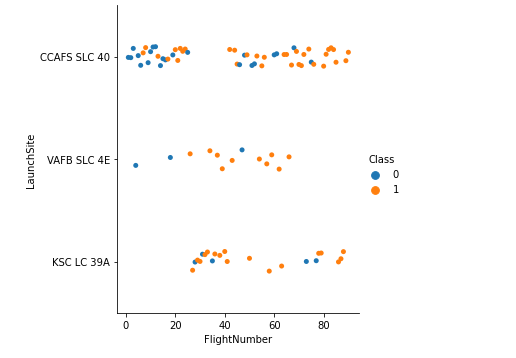 CCAFS SLC 40
VAFB SLC 4E
KSC LC 39A
LaunchSite
0
20
40
60
80
FlightNumber
Class
0
1